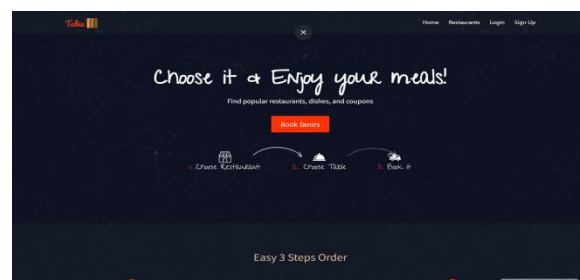 Table
Home Restaurants Login Sign Up
Choose it & Enjoy your meals!
Find popular restaurants, dishes, and coupons
Book favors
1. Choose Restaurant 2. Choose Table 3. Book it
Easy 3 Steps Order